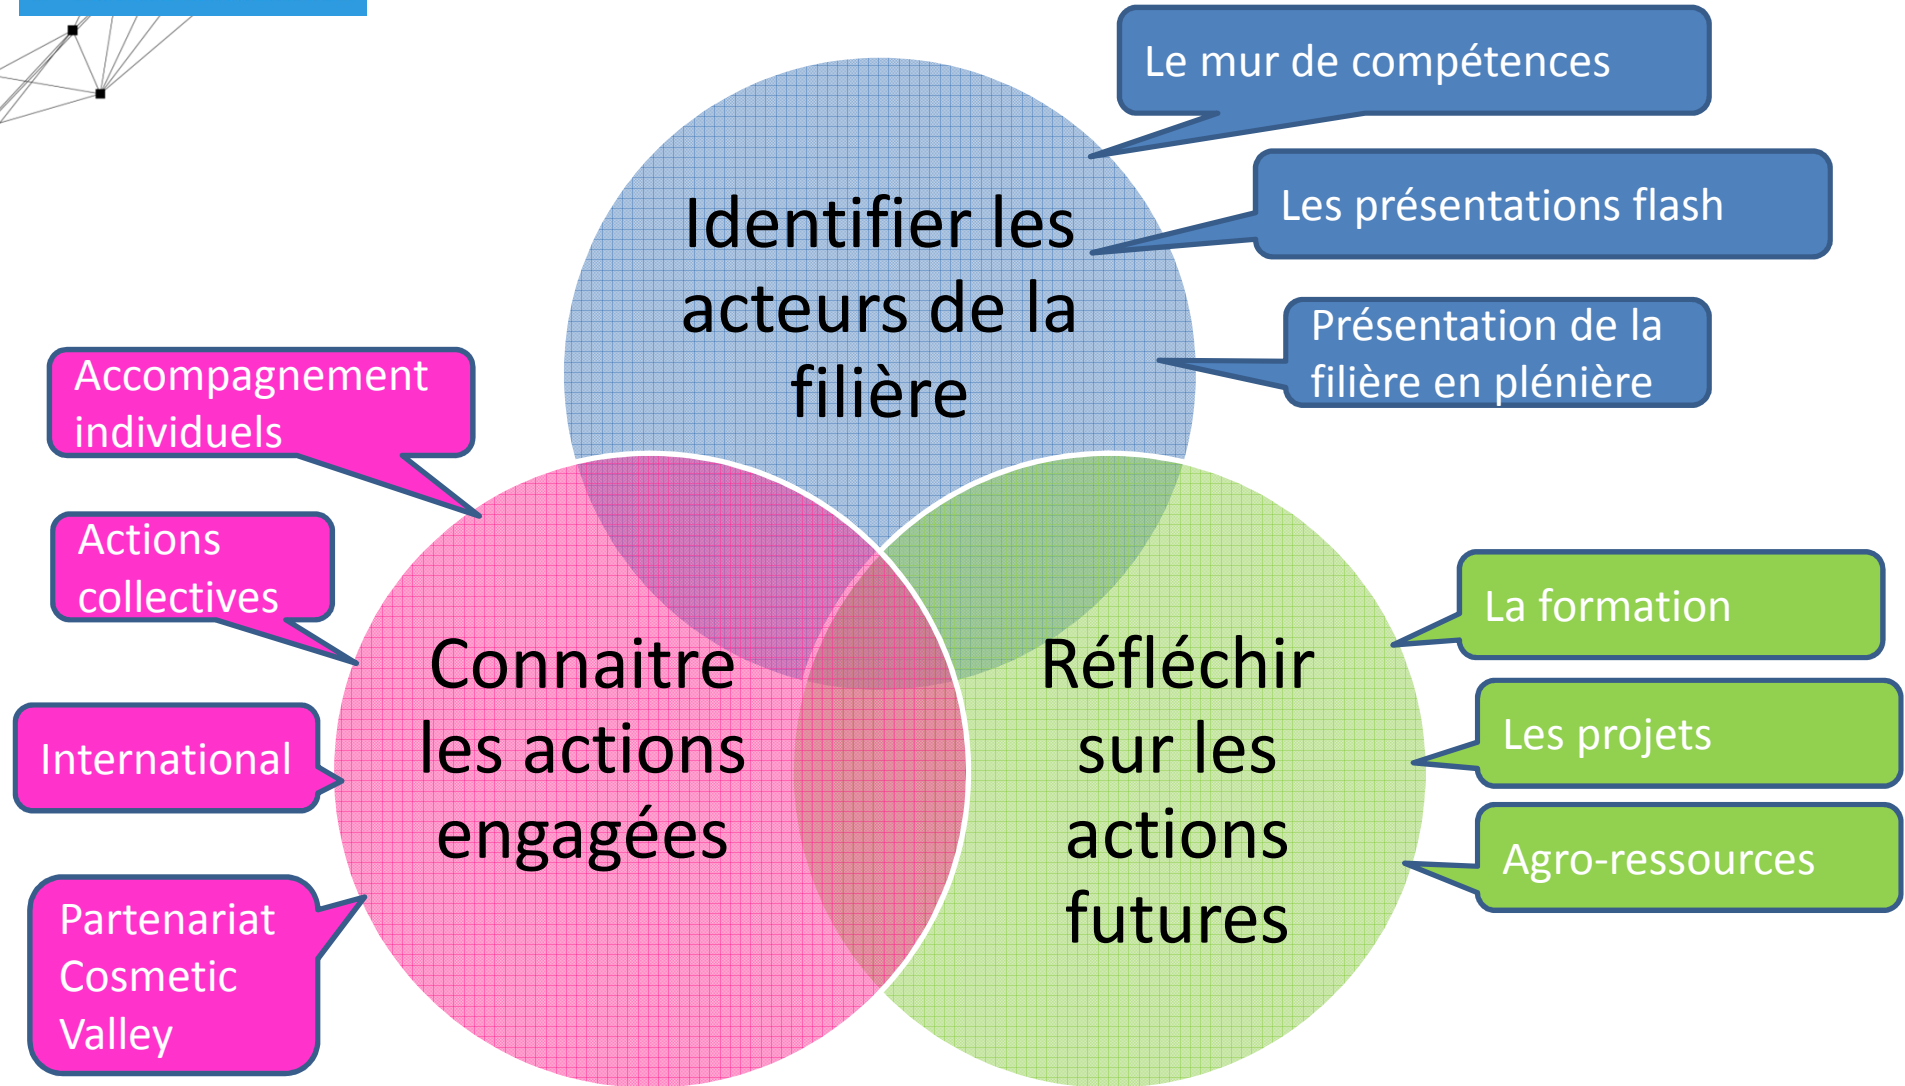 Le mur de compétences
Les présentations flash
Présentation de la
filière en plénière
Identifier les
acteurs de la
filière
Accompagnement
individuels
Actions
collectives
International
Partenariat
Cosmetic
Valley
Connaitre
les actions
engagées
Réfléchir
sur les
actions
futures
La formation
Les projets
Agro-ressources